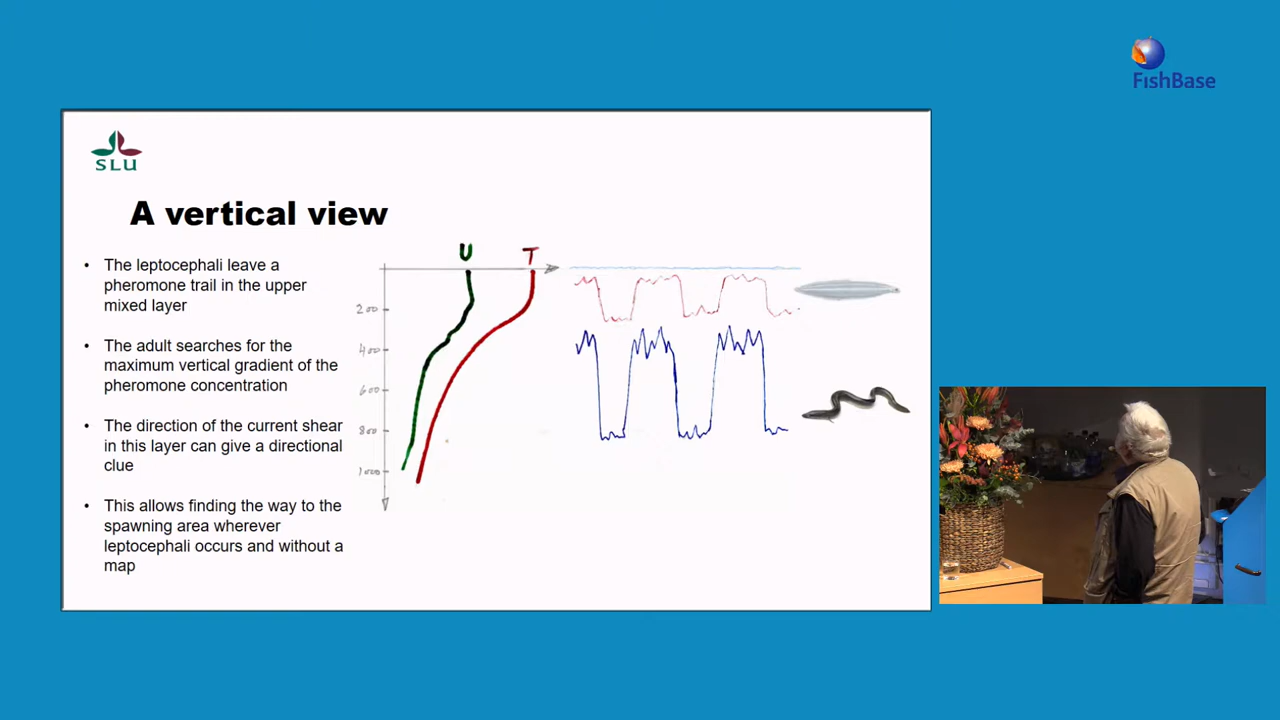 FishBase
SLU
A vertical view
• The leptocephali leave a
pheromone trail in the upper
mixed layer
• The adult searches for the
maximum vertical gradient of the
pheromone concentration
• The direction of the current shear
in this layer can give a directional
clue
• This allows finding the way to the
spawning area wherever
leptocephali occurs and without a
map
U T
200
400
600
800
1000